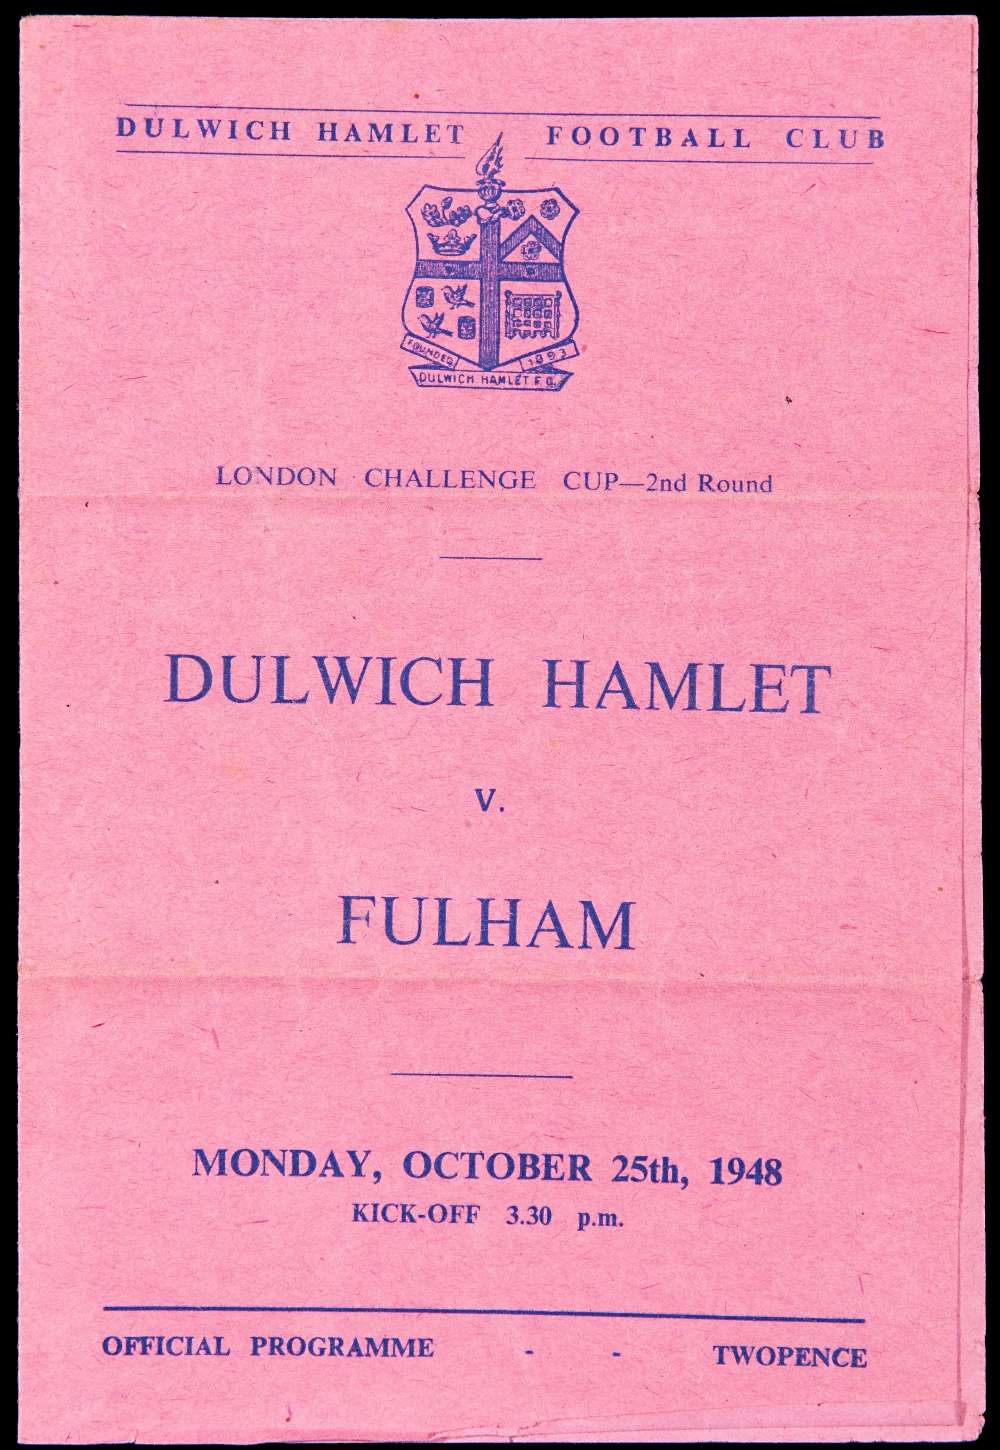 DULWICH HAMLET FOOTBALL CLUB
FOUNDED 1893
DULWICH HAMLET F.C.
LONDON CHALLENGE CUP—2nd Round
DULWICH HAMLET
v.
FULHAM
MONDAY, OCTOBER 25th, 1948
KICK-OFF 3.30 p.m.
OFFICIAL PROGRAMME - - TWOPENCE